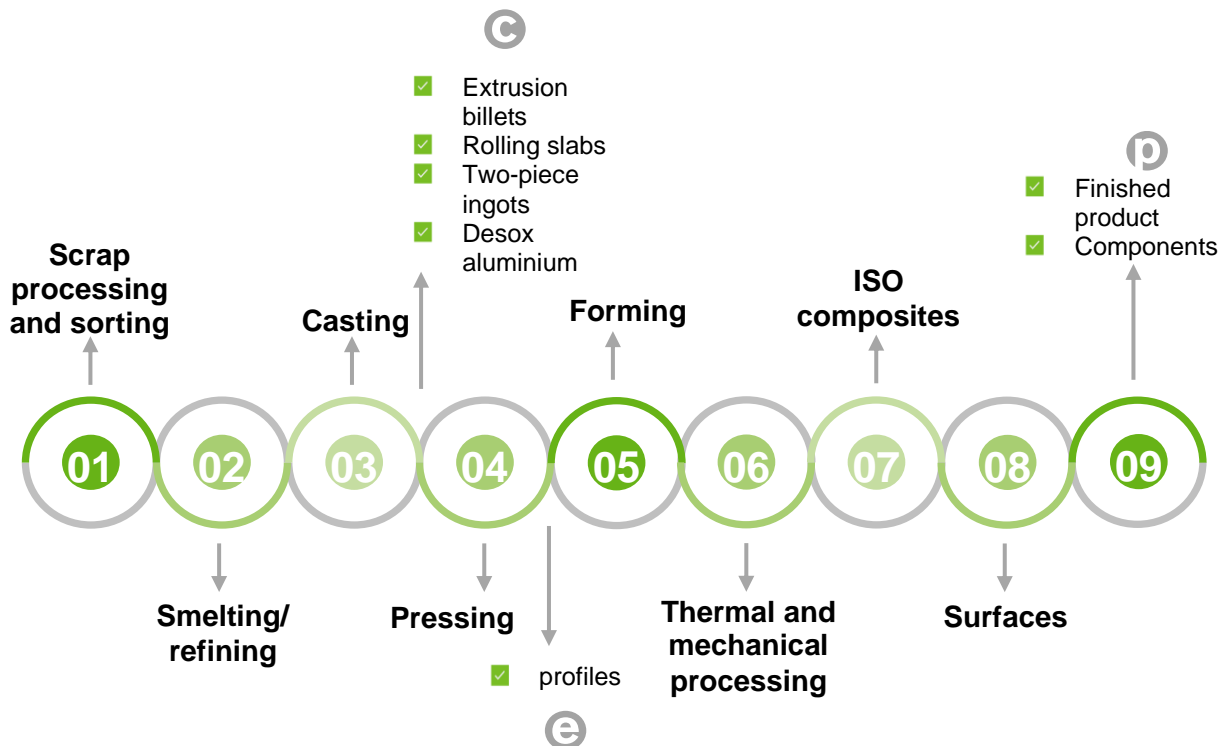 c
Extrusion
billets
Rolling slabs
Two-piece
ingots
Desox
aluminium
p
Finished
product
Components
Scrap
processing
and sorting
Casting
Forming
ISO
composites
01
02
03
04
05
06
07
08
09
Smelting/
refining
Pressing
Thermal and
mechanical
processing
Surfaces
profiles
e